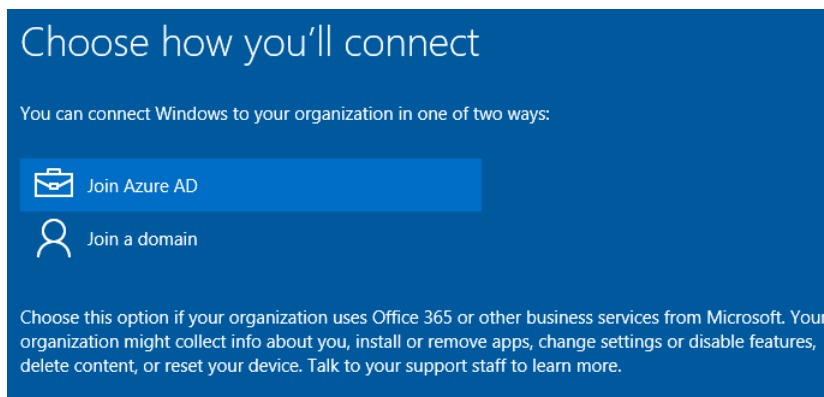 Choose how you'll connect
You can connect Windows to your organization in one of two ways:
Join Azure AD
Join a domain
Choose this option if your organization uses Office 365 or other business services from Microsoft. Your
organization might collect info about you, install or remove apps, change settings or disable features,
delete content, or reset your device. Talk to your support staff to learn more.